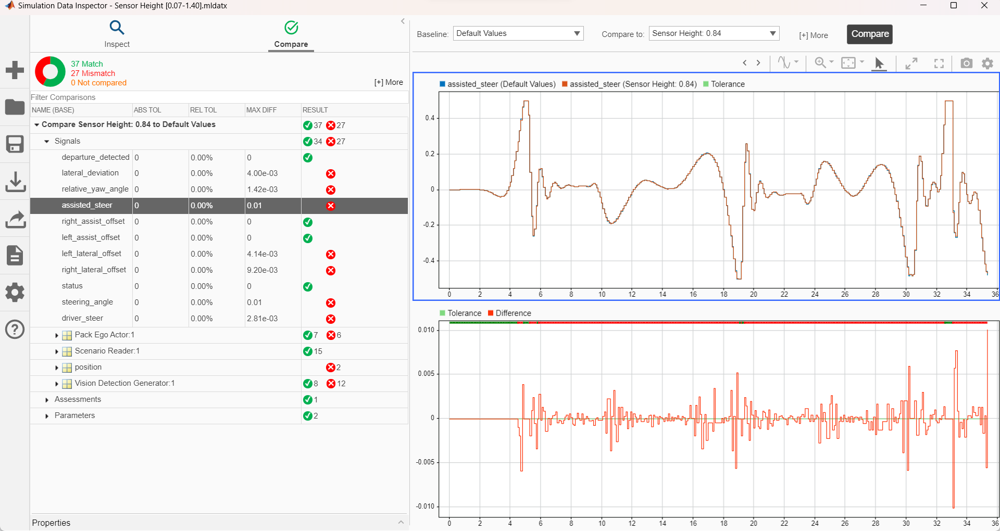 Simulation Data Inspector - Sensor Height [0.07-1.40].mldatx
Inspect
Compare
37 Match
27 Mismatch
0 Not compared
[+] More
Filter Comparisons
NAME (BASE) ABS TOL REL TOL MAX DIFF RESULT
Compare Sensor Height: 0.84 to Default Values 37 27
Signals 34 27
departure_detected 0 0.00% 0
lateral_deviation 0 0.00% 4.00e-03
relative_yaw_angle 0 0.00% 1.42e-03
assisted_steer 0 0.00% 0.01
right_assist_offset 0 0.00% 0
left_assist_offset 0 0.00% 0
left_lateral_offset 0 0.00% 4.14e-03
right_lateral_offset 0 0.00% 9.20e-03
status 0 0.00% 0
steering_angle 0 0.00% 0.01
driver_steer 0 0.00% 2.81e-03
Pack Ego Actor:1 7 6
Scenario Reader:1 15
position 2
Vision Detection Generator:1 8 12
Assessments 1
Parameters 2
Properties
Baseline: Default Values Compare to: Sensor Height: 0.84 [+] More Compare
assisted_steer (Default Values) assisted_steer (Sensor Height: 0.84) Tolerance
0.4
0.2
0
-0.2
-0.4
0 2 4 6 8 10 12 14 16 18 20 22 24 26 28 30 32 34 36
Tolerance Difference
0.010
0.005
0
-0.005
-0.010
0 2 4 6 8 10 12 14 16 18 20 22 24 26 28 30 32 34 36